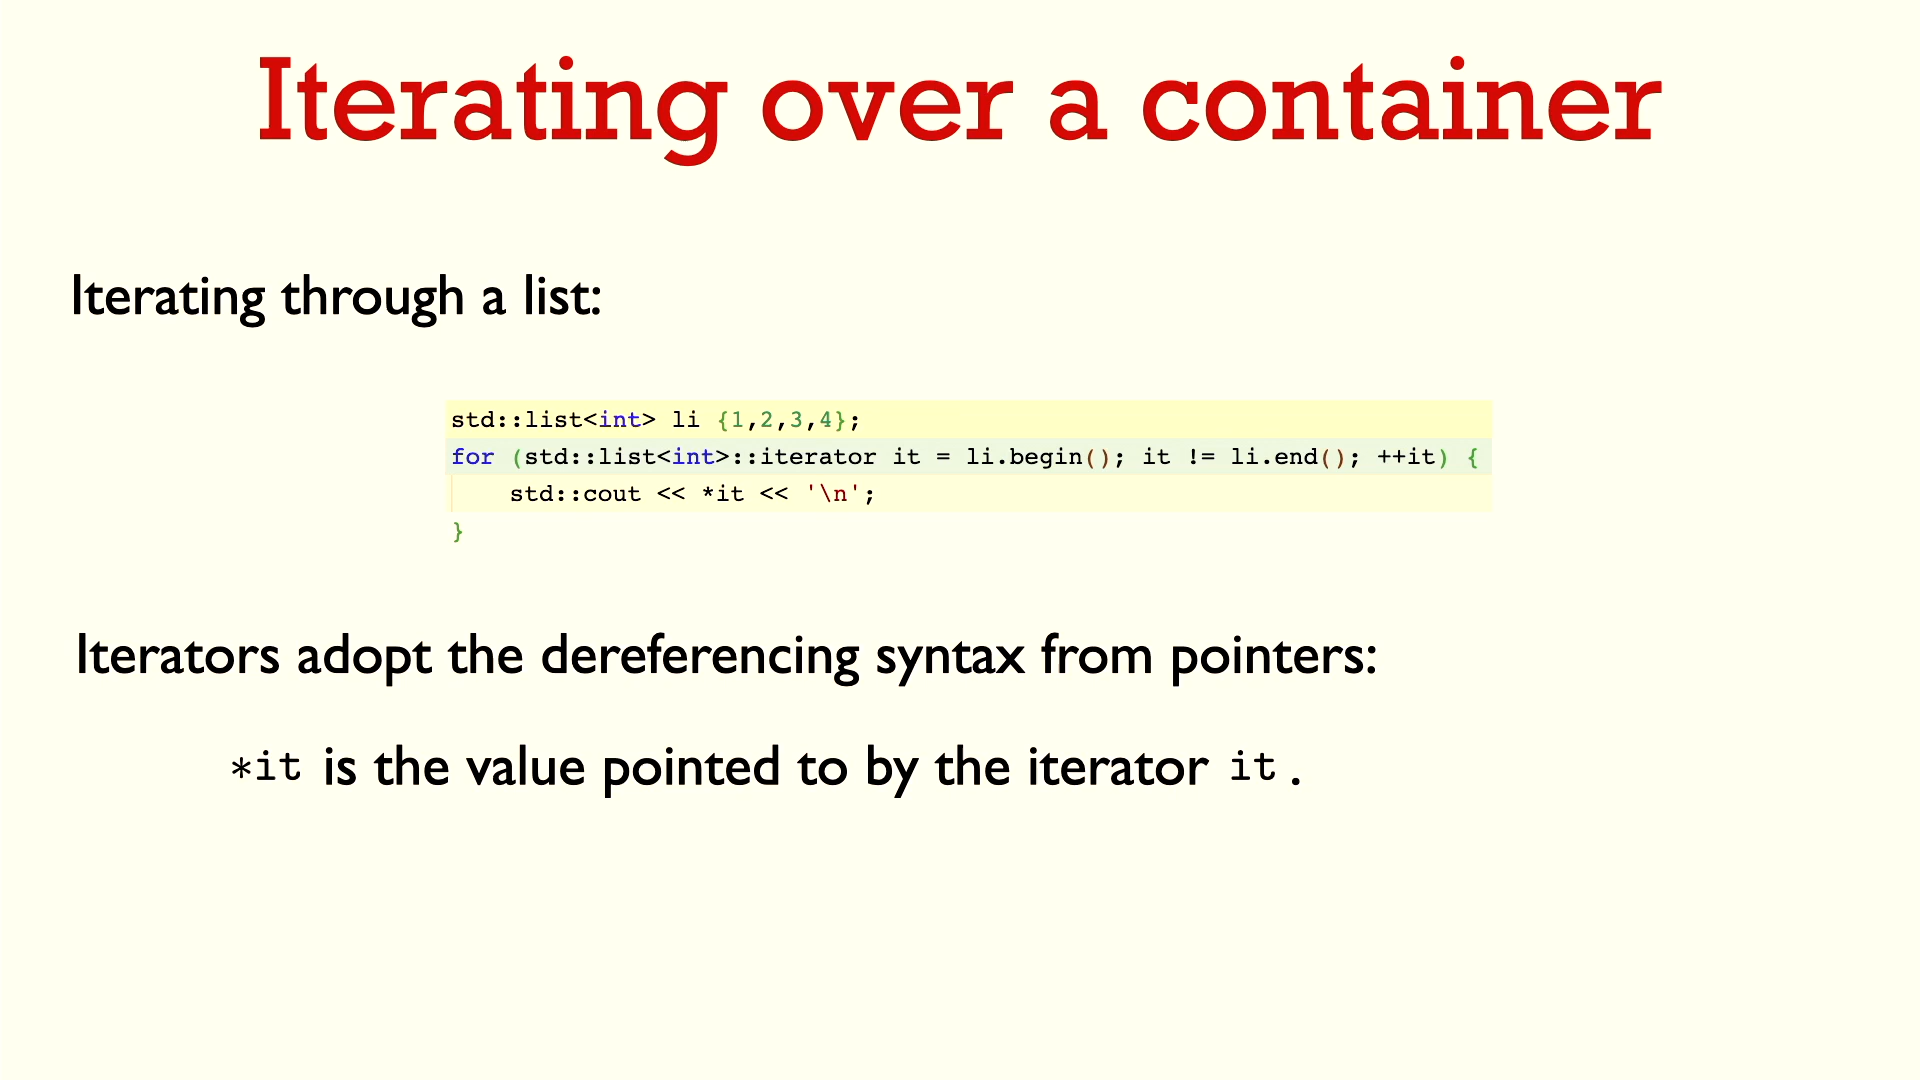 Iterating over a container
Iterating through a list:
std::list<int> li {1,2,3,4};
for (std::list<int>::iterator it = li.begin(); it != li.end(); ++it) {
    std::cout << *it << '\n';
}
Iterators adopt the dereferencing syntax from pointers:
*it is the value pointed to by the iterator it .